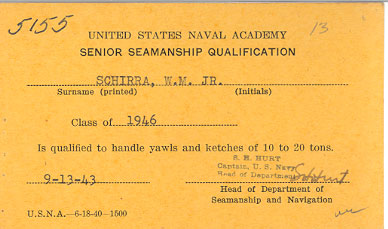 5155
13
UNITED STATES NAVAL ACADEMY
SENIOR SEAMANSHIP QUALIFICATION
SCHIRRA, W.M. JR.
Surname (printed) (Initials)
Class of 1946
Is qualified to handle yawls and ketches of 10 to 20 tons.
S. E. HURT
Captain, U. S. Navy
Head of Department
9-13-43 SEHurt
Head of Department of
Seamanship and Navigation
U.S.N.A.—6-18-40—1500